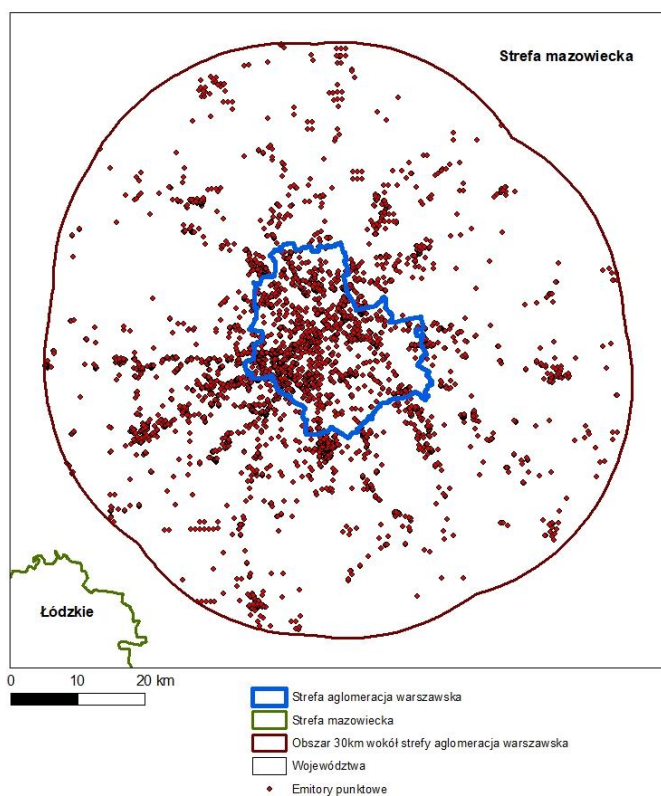 Strefa mazowiecka
Łódzkie
0 10 20 km
Strefa aglomeracja warszawska
Strefa mazowiecka
Obszar 30km wokół strefy aglomeracja warszawska
Województwa
Emitory punktowe